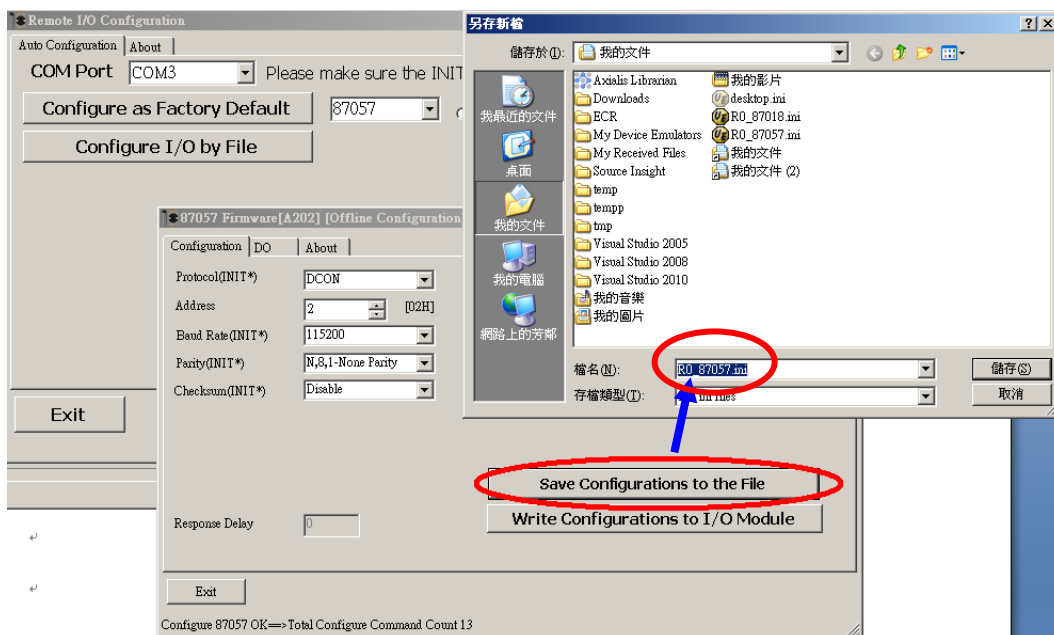 Remote I/O Configuration
Auto Configuration
About
COM Port
COM3
Please make sure the INIT
Configure as Factory Default
87057
Configure I/O by File
Exit
另存新檔
儲存於(I):
我的文件
我最近的文件
桌面
我的文件
我的電腦
網路上的芳鄰
Axialis Librarian
Downloads
ECR
My Device Emulators
My Received Files
Source Insight
temp
tempp
tmp
Visual Studio 2005
Visual Studio 2008
Visual Studio 2010
我的音樂
我的圖片
我的影片
desktop.ini
R0_87018.ini
R0_87057.ini
我的文件
我的文件 (2)
檔名(N):
R0_87057.ini
儲存(S)
存檔類型(T):
ini files
取消
87057 Firmware[A202] [Offline Configuration
Configuration
DO
About
Protocol(INIT*)
DCON
Address
2
[02H]
Baud Rate(INIT*)
115200
Parity(INIT*)
N,8,1-None Parity
Checksum(INIT*)
Disable
Save Configurations to the File
Write Configurations to I/O Module
Response Delay
0
Exit
Configure 87057 OK==>Total Configure Command Count 13